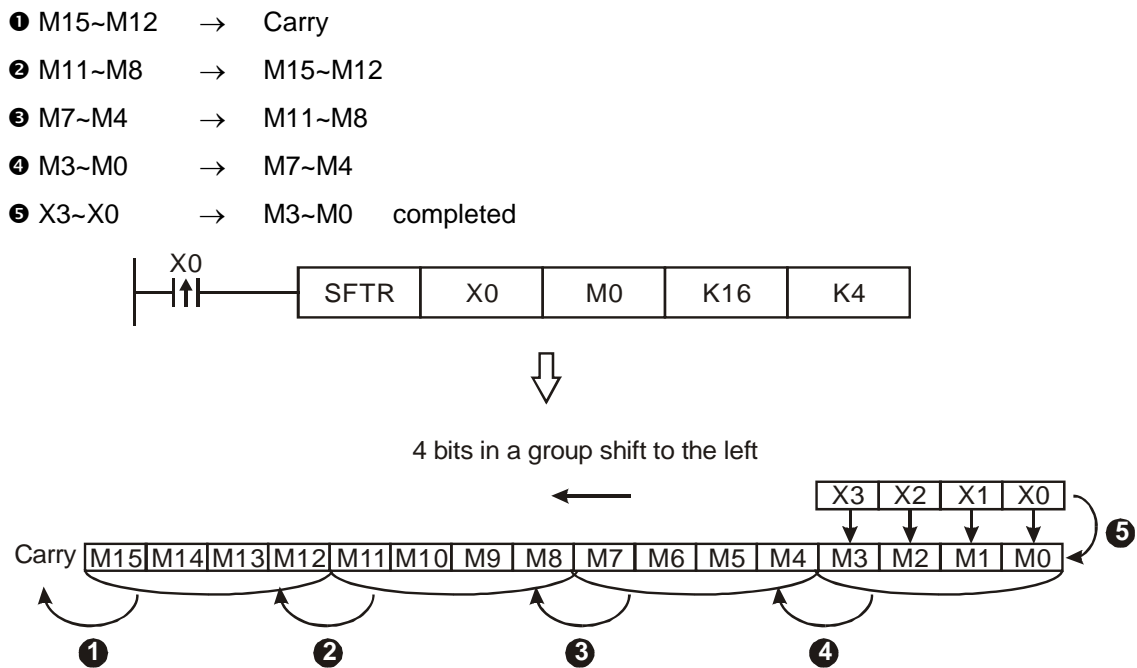 ❶ M15~M12 → Carry
❷ M11~M8 → M15~M12
❸ M7~M4 → M11~M8
❹ M3~M0 → M7~M4
❺ X3~X0 → M3~M0 completed
X0
SFTR X0 M0 K16 K4
4 bits in a group shift to the left
X3 X2 X1 X0
❺
Carry M15 M14 M13 M12 M11 M10 M9 M8 M7 M6 M5 M4 M3 M2 M1 M0
❶ ❷ ❸ ❹